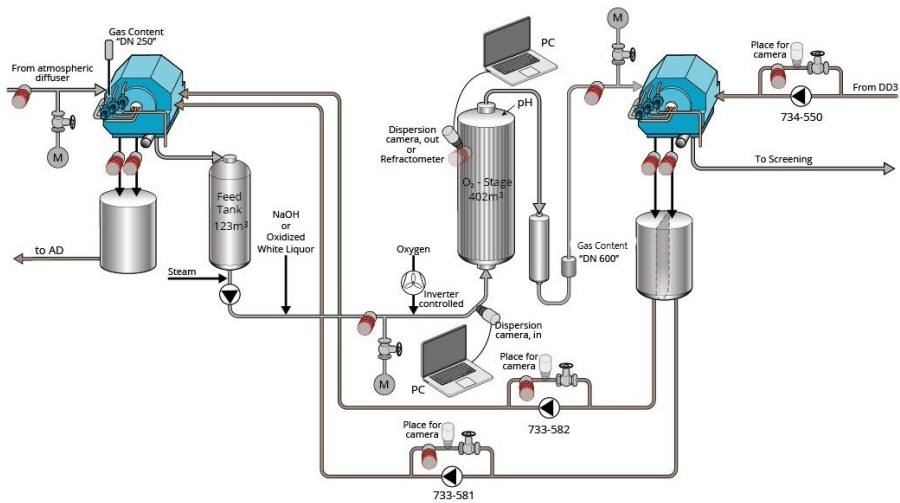 Gas Content
"DN 250"
From atmospheric
diffuser
M
to AD
Feed
Tank
123m³
Steam
NaOH
or
Oxidized
White Liquor
Oxygen
Inverter
controlled
M
PC
Dispersion
camera, in
PC
pH
Dispersion
camera, out
or
Refractometer
O₂ - Stage
402m³
Gas Content
"DN 600"
M
Place for
camera
734-550
From DD3
To Screening
Place for
camera
733-582
Place for
camera
733-581